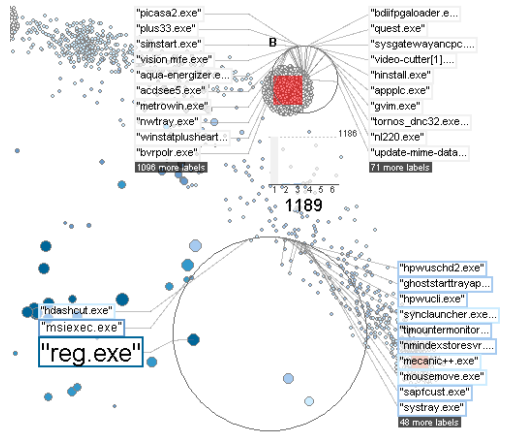 "picasa2.exe"
"plus33.exe"
"simstart.exe"
"vision mfe.exe"
"aqua-energizer.e...
"acdsee5.exe"
"metrowin.exe"
"nwtray.exe"
"winstatplusheart...
"bvrpolr.exe"
1096 more labels
B
"bdiifpgaloader.e...
"quest.exe"
"sysgatewayancpc....
"video-cutter[1]....
"hinstall.exe"
"appplc.exe"
"gvim.exe"
"tornos_dnc32.exe...
"nl220.exe"
"update-mime-data...
71 more labels
1186
1 2 3 4 5 6
1189
"hdashcut.exe"
"msiexec.exe"
"reg.exe"
"hpwuschd2.exe"
"ghoststarttrayap...
"hpwucli.exe"
"synclauncher.exe...
"timountermonitor...
"nmindexstoresvr....
"mecanic++.exe"
"mousemove.exe"
"sapfcust.exe"
"systray.exe"
48 more labels